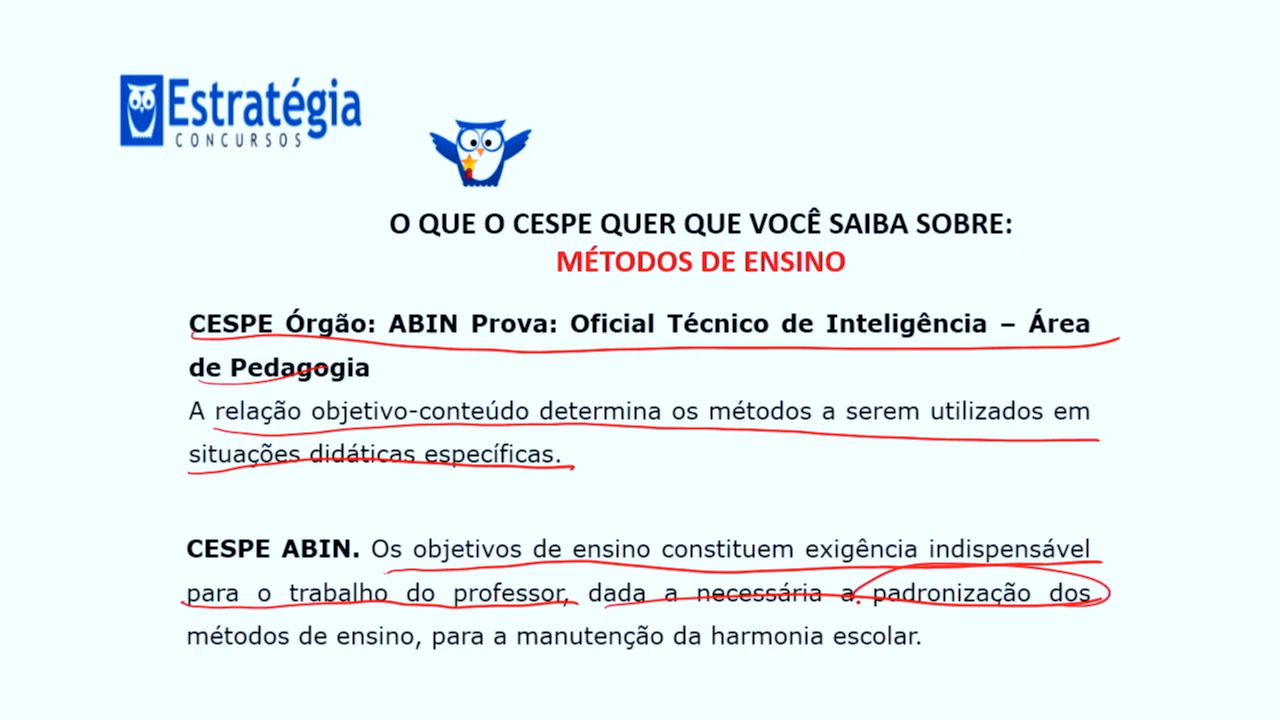 Estratégia
CONCURSOS
O QUE O CESPE QUER QUE VOCÊ SAIBA SOBRE:
MÉTODOS DE ENSINO
CESPE Órgão: ABIN Prova: Oficial Técnico de Inteligência – Área
de Pedagogia
A relação objetivo-conteúdo determina os métodos a serem utilizados em
situações didáticas específicas.
CESPE ABIN. Os objetivos de ensino constituem exigência indispensável
para o trabalho do professor, dada a necessária a padronização dos
métodos de ensino, para a manutenção da harmonia escolar.